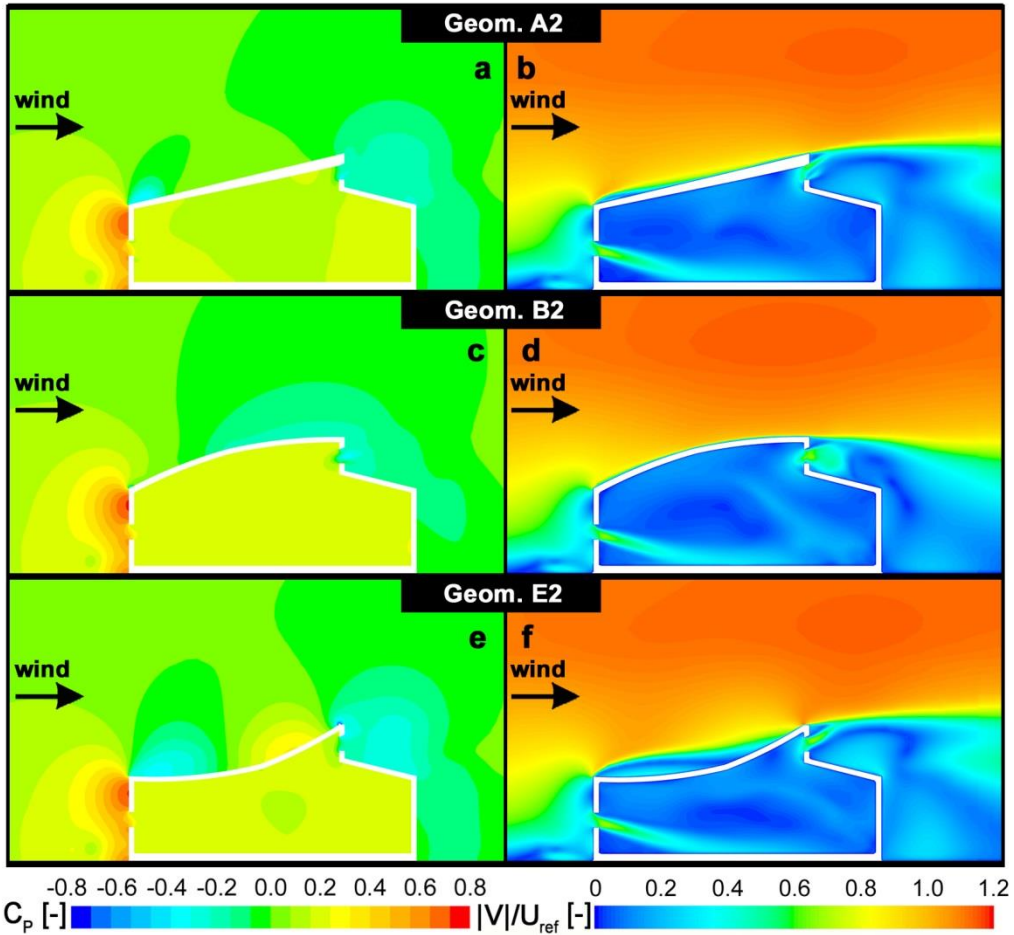 Geom. A2
a b
wind wind
Geom. B2
c d
wind wind
Geom. E2
e f
wind wind
-0.8 -0.6 -0.4 -0.2 0.0 0.2 0.4 0.6 0.8 0 0.2 0.4 0.6 0.8 1.0 1.2
CP [-] |V|/Uref [-]